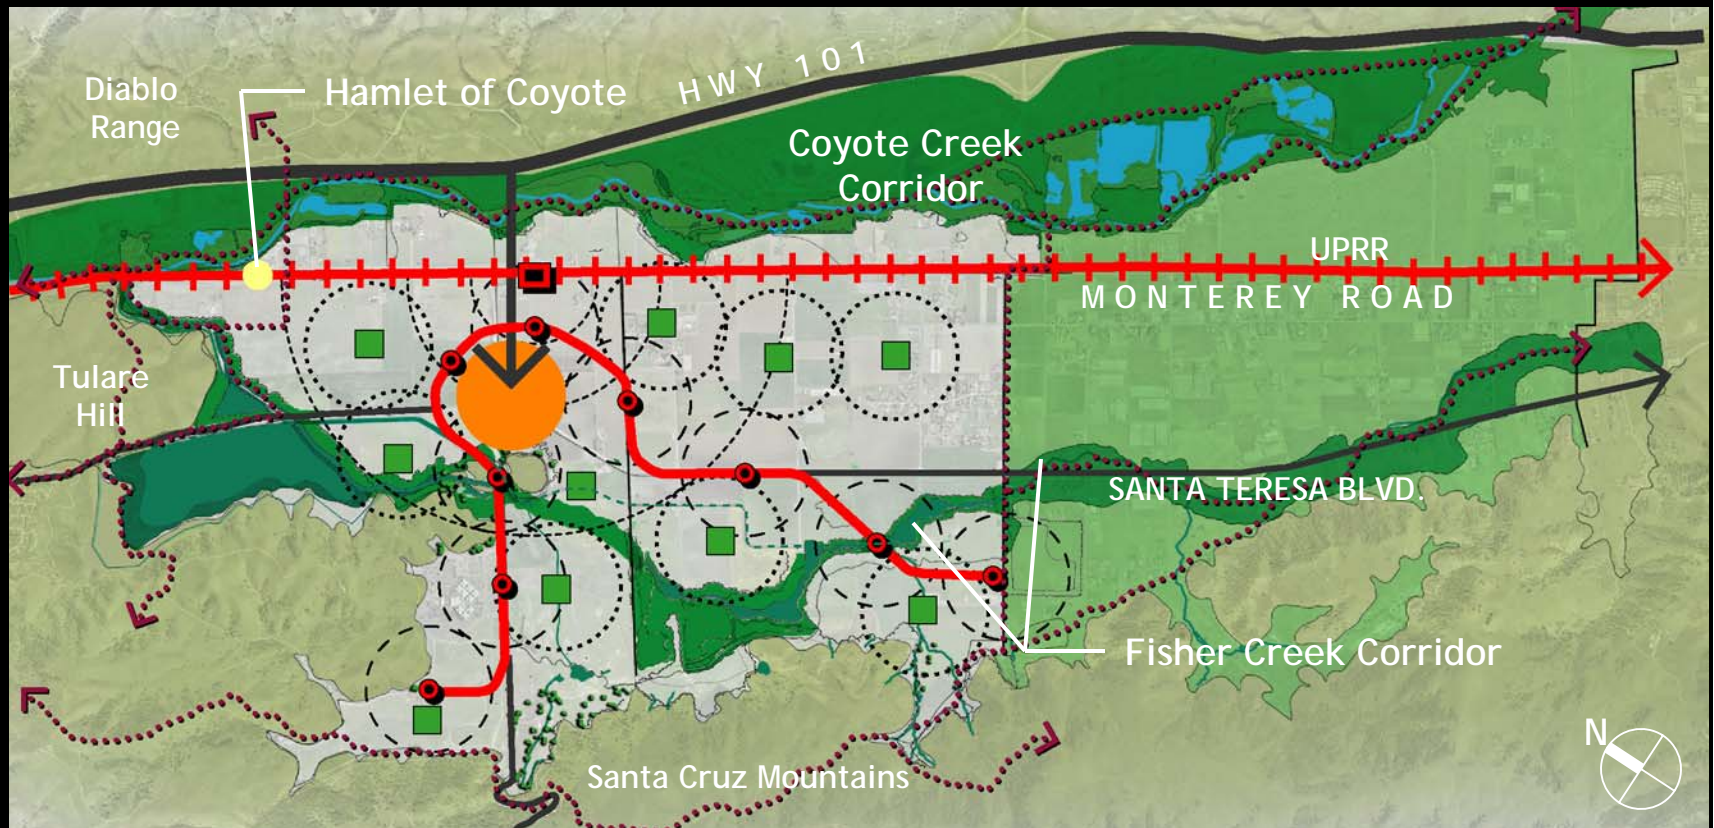 Diablo
Range
Hamlet of Coyote
HWY 101
Coyote Creek
Corridor
UPRR
MONTEREY ROAD
Tulare
Hill
SANTA TERESA BLVD.
Fisher Creek Corridor
Santa Cruz Mountains
N